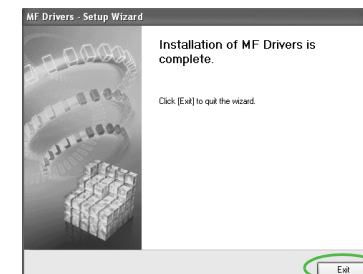 MF Drivers - Setup Wizard
Installation of MF Drivers is
complete.
Click [Exit] to quit the wizard.
Exit